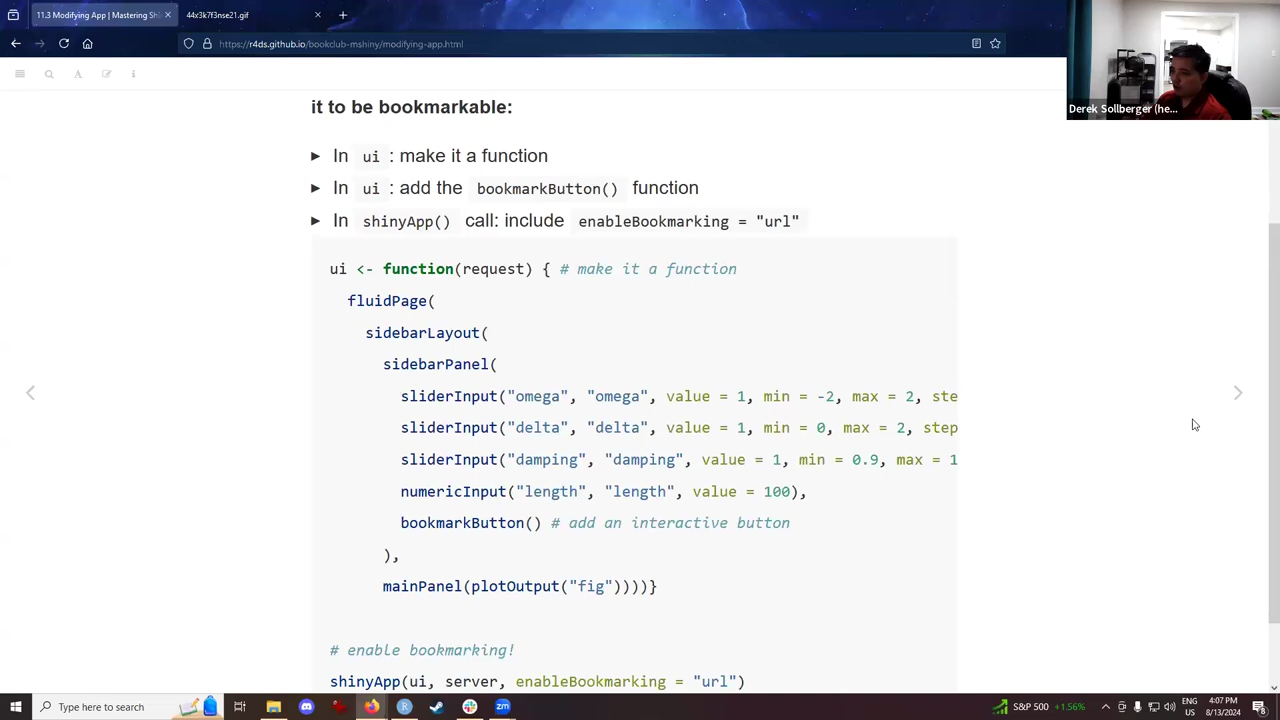 11.3 Modifying App | Mastering Shin
44x3k7f3nse21.gif
https://r4ds.github.io/bookclub-mshiny/modifying-app.html
Derek Sollberger (he...
it to be bookmarkable:
In ui : make it a function
In ui : add the bookmarkButton() function
In shinyApp() call: include enableBookmarking = "url"
ui <- function(request) { # make it a function
fluidPage(
sidebarLayout(
sidebarPanel(
sliderInput("omega", "omega", value = 1, min = -2, max = 2, ste
sliderInput("delta", "delta", value = 1, min = 0, max = 2, step
sliderInput("damping", "damping", value = 1, min = 0.9, max = 1
numericInput("length", "length", value = 100),
bookmarkButton() # add an interactive button
),
mainPanel(plotOutput("fig"))))}
# enable bookmarking!
shinyApp(ui, server, enableBookmarking = "url")
Type here to search
S&P 500 +1.56%
ENG
US
4:07 PM
8/13/2024